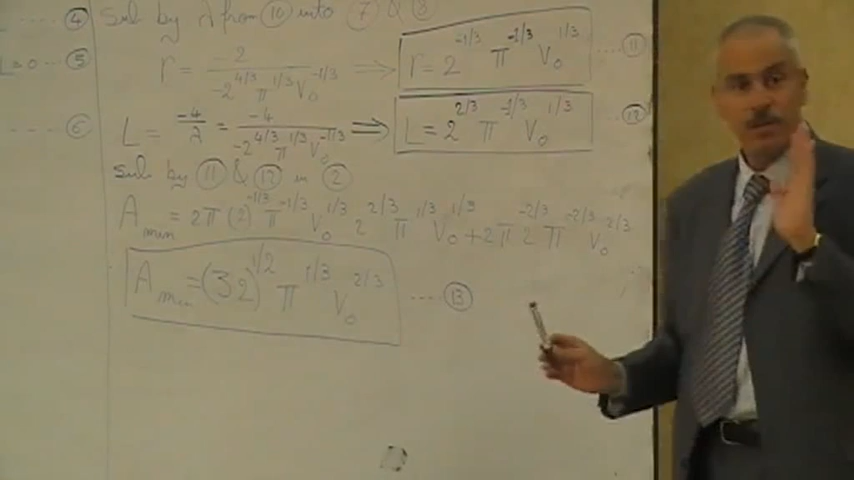 ---- ④
Sub by λ from ⑩ into ⑦ & ⑧
L=0 -- ⑤
r = -2 / -2^{4/3} π^{1/3} V₀^{-1/3} ⟹ r = 2^{-1/3} π^{-1/3} V₀^{1/3} ---- ⑪
---- ⑥
L = -4/λ = -4 / -2^{4/3} π^{1/3} V₀^{-1/3} ⟹ L = 2^{2/3} π^{-1/3} V₀^{1/3} ---- ⑫
Sub by ⑪ & ⑫ in ②
A_min = 2π (2)^{-1/3} π^{-1/3} V₀^{1/3} 2^{2/3} π^{1/3} V₀^{1/3} + 2π 2^{-2/3} π^{-2/3} V₀^{2/3}
A_min = (32)^{1/2} π^{1/3} V₀^{2/3} ---- ⑬